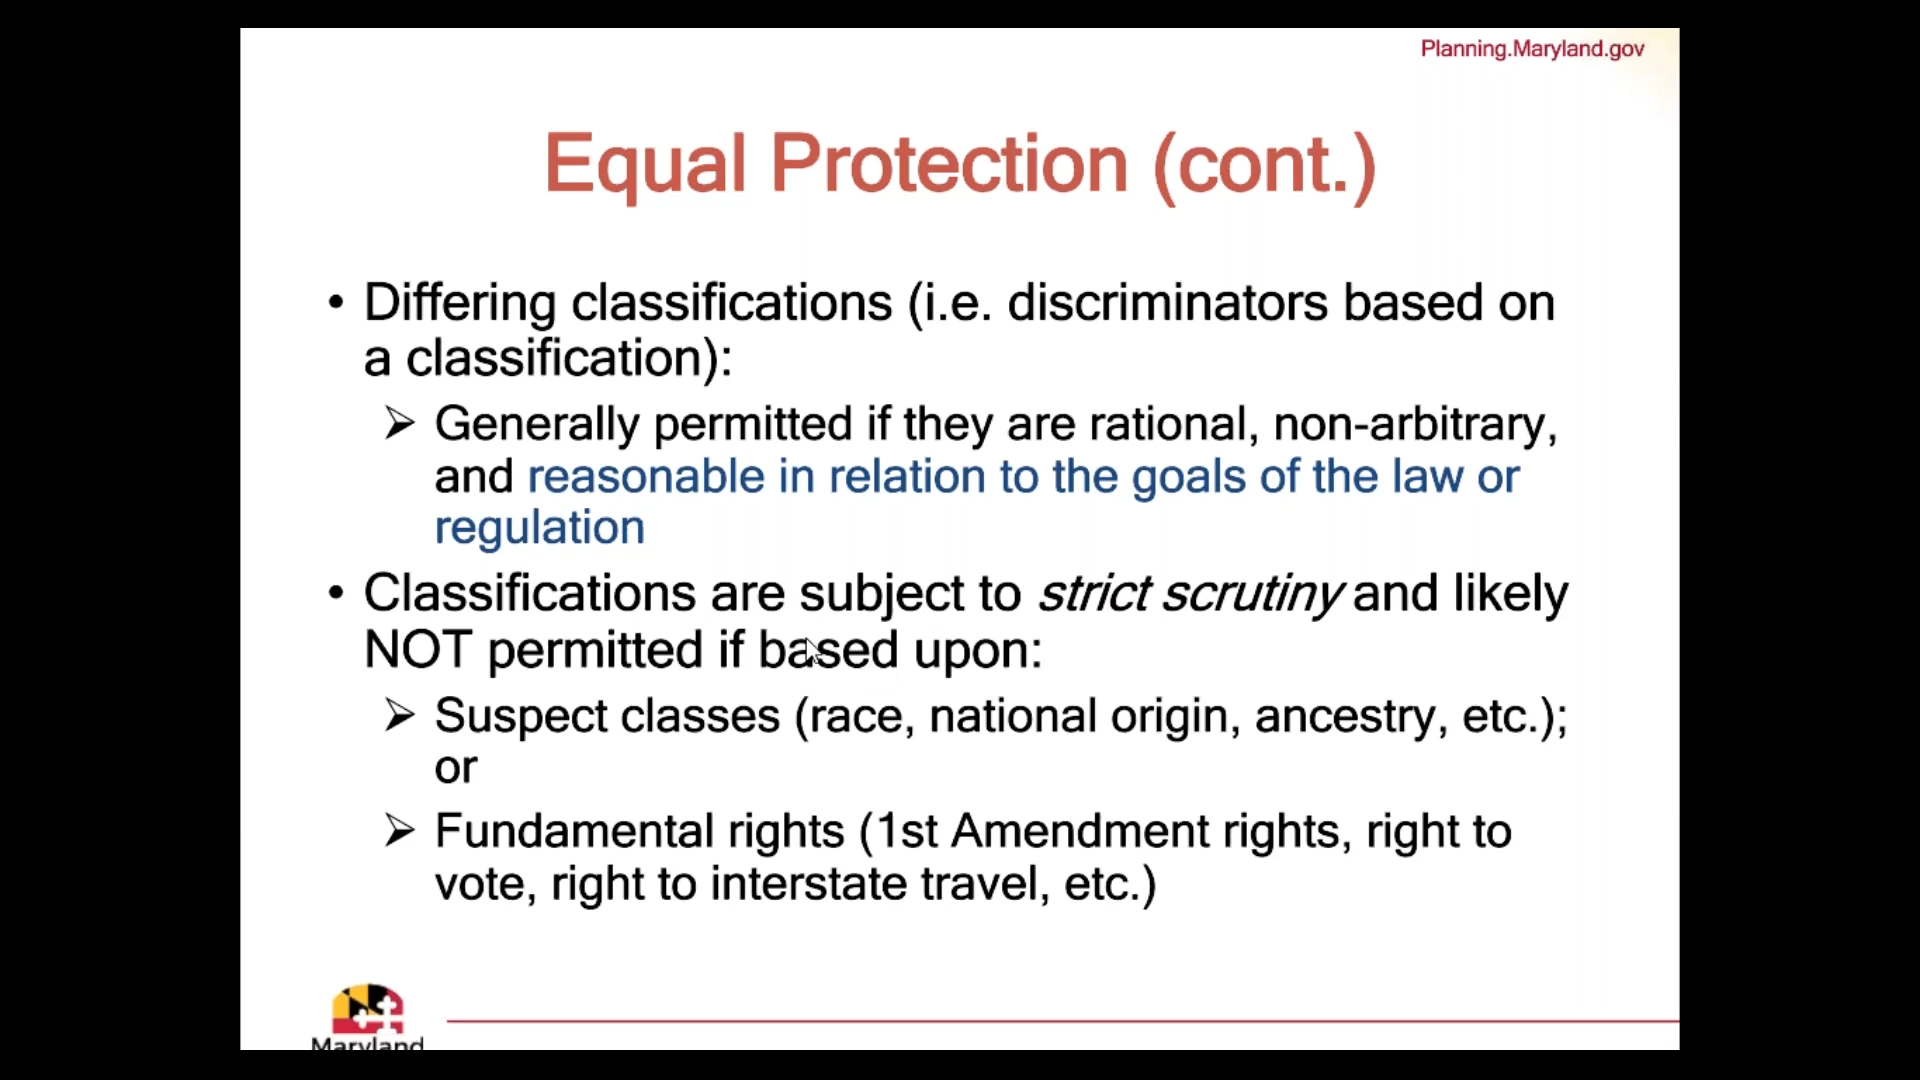 Planning.Maryland.gov
Equal Protection (cont.)
• Differing classifications (i.e. discriminators based on
a classification):
➢ Generally permitted if they are rational, non-arbitrary,
and reasonable in relation to the goals of the law or
regulation
• Classifications are subject to strict scrutiny and likely
NOT permitted if based upon:
➢ Suspect classes (race, national origin, ancestry, etc.);
or
➢ Fundamental rights (1st Amendment rights, right to
vote, right to interstate travel, etc.)
Maryland